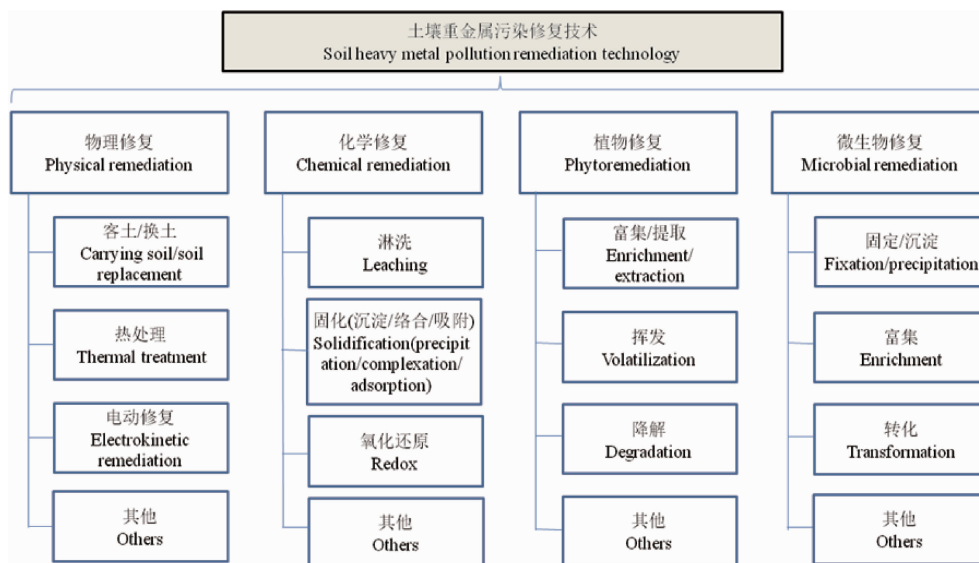 土壤重金属污染修复技术
Soil heavy metal pollution remediation technology
物理修复
Physical remediation
客土/换土
Carrying soil/soil
replacement
热处理
Thermal treatment
电动修复
Electrokinetic
remediation
其他
Others
化学修复
Chemical remediation
淋洗
Leaching
固化(沉淀/络合/吸附)
Solidification(precipit
ation/complexation/
adsorption)
氧化还原
Redox
其他
Others
植物修复
Phytoremediation
富集/提取
Enrichment/
extraction
挥发
Volatilization
降解
Degradation
其他
Others
微生物修复
Microbial remediation
固定/沉淀
Fixation/precipitation
富集
Enrichment
转化
Transformation
其他
Others